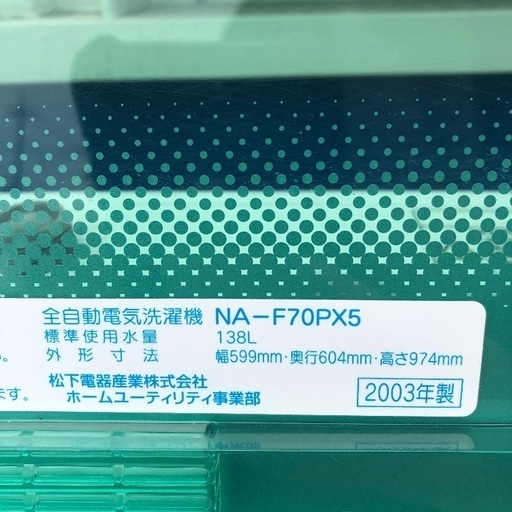 全自動電気洗濯機 NA-F70PX5
標準使用水量 138L
外形寸法 幅599mm・奥行604mm・高さ974mm
い。
松下電器産業株式会社
ます。
ホームユーティリティ事業部
2003年製